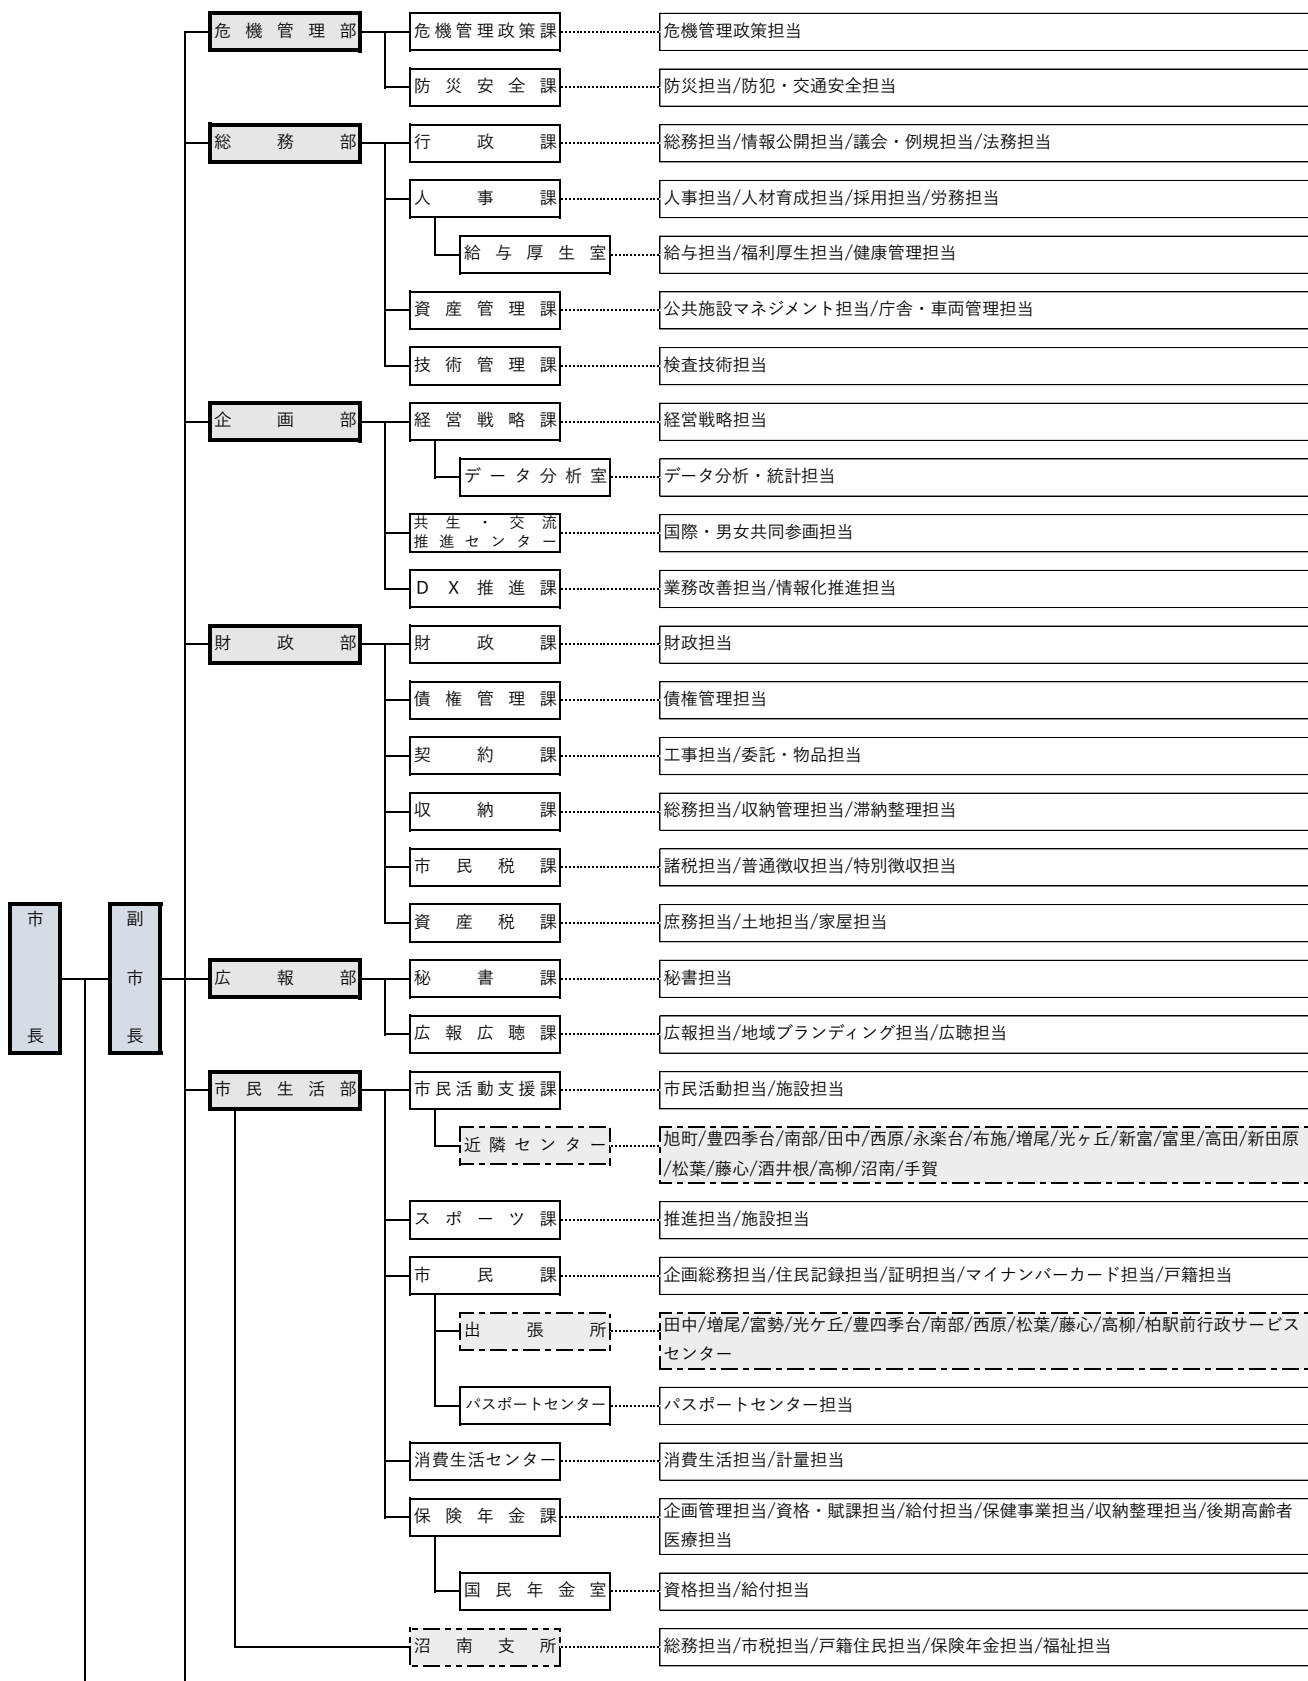 危機管理部
危機管理政策課
危機管理政策担当
防災安全課
防災担当/防犯・交通安全担当
総務部
行政課
総務担当/情報公開担当/議会・例規担当/法務担当
人事課
人事担当/人材育成担当/採用担当/労務担当
給与厚生室
給与担当/福利厚生担当/健康管理担当
資産管理課
公共施設マネジメント担当/庁舎・車両管理担当
技術管理課
検査技術担当
企画部
経営戦略課
経営戦略担当
データ分析室
データ分析・統計担当
共生・交流
推進センター
国際・男女共同参画担当
DX推進課
業務改善担当/情報化推進担当
財政部
財政課
財政担当
債権管理課
債権管理担当
契約課
工事担当/委託・物品担当
収納課
総務担当/収納管理担当/滞納整理担当
市民税課
諸税担当/普通徴収担当/特別徴収担当
資産税課
庶務担当/土地担当/家屋担当
市長
副市長
広報部
秘書課
秘書担当
広報広聴課
広報担当/地域ブランディング担当/広聴担当
市民生活部
市民活動支援課
市民活動担当/施設担当
近隣センター
旭町/豊四季台/南部/田中/西原/永楽台/布施/増尾/光ヶ丘/新富/富里/高田/新田原
/松葉/藤心/酒井根/高柳/沼南/手賀
スポーツ課
推進担当/施設担当
市民課
企画総務担当/住民記録担当/証明担当/マイナンバーカード担当/戸籍担当
出張所
田中/増尾/富勢/光ケ丘/豊四季台/南部/西原/松葉/藤心/高柳/柏駅前行政サービス
センター
パスポートセンター
パスポートセンター担当
消費生活センター
消費生活担当/計量担当
保険年金課
企画管理担当/資格・賦課担当/給付担当/保健事業担当/収納整理担当/後期高齢者
医療担当
国民年金室
資格担当/給付担当
沼南支所
総務担当/市税担当/戸籍住民担当/保険年金担当/福祉担当